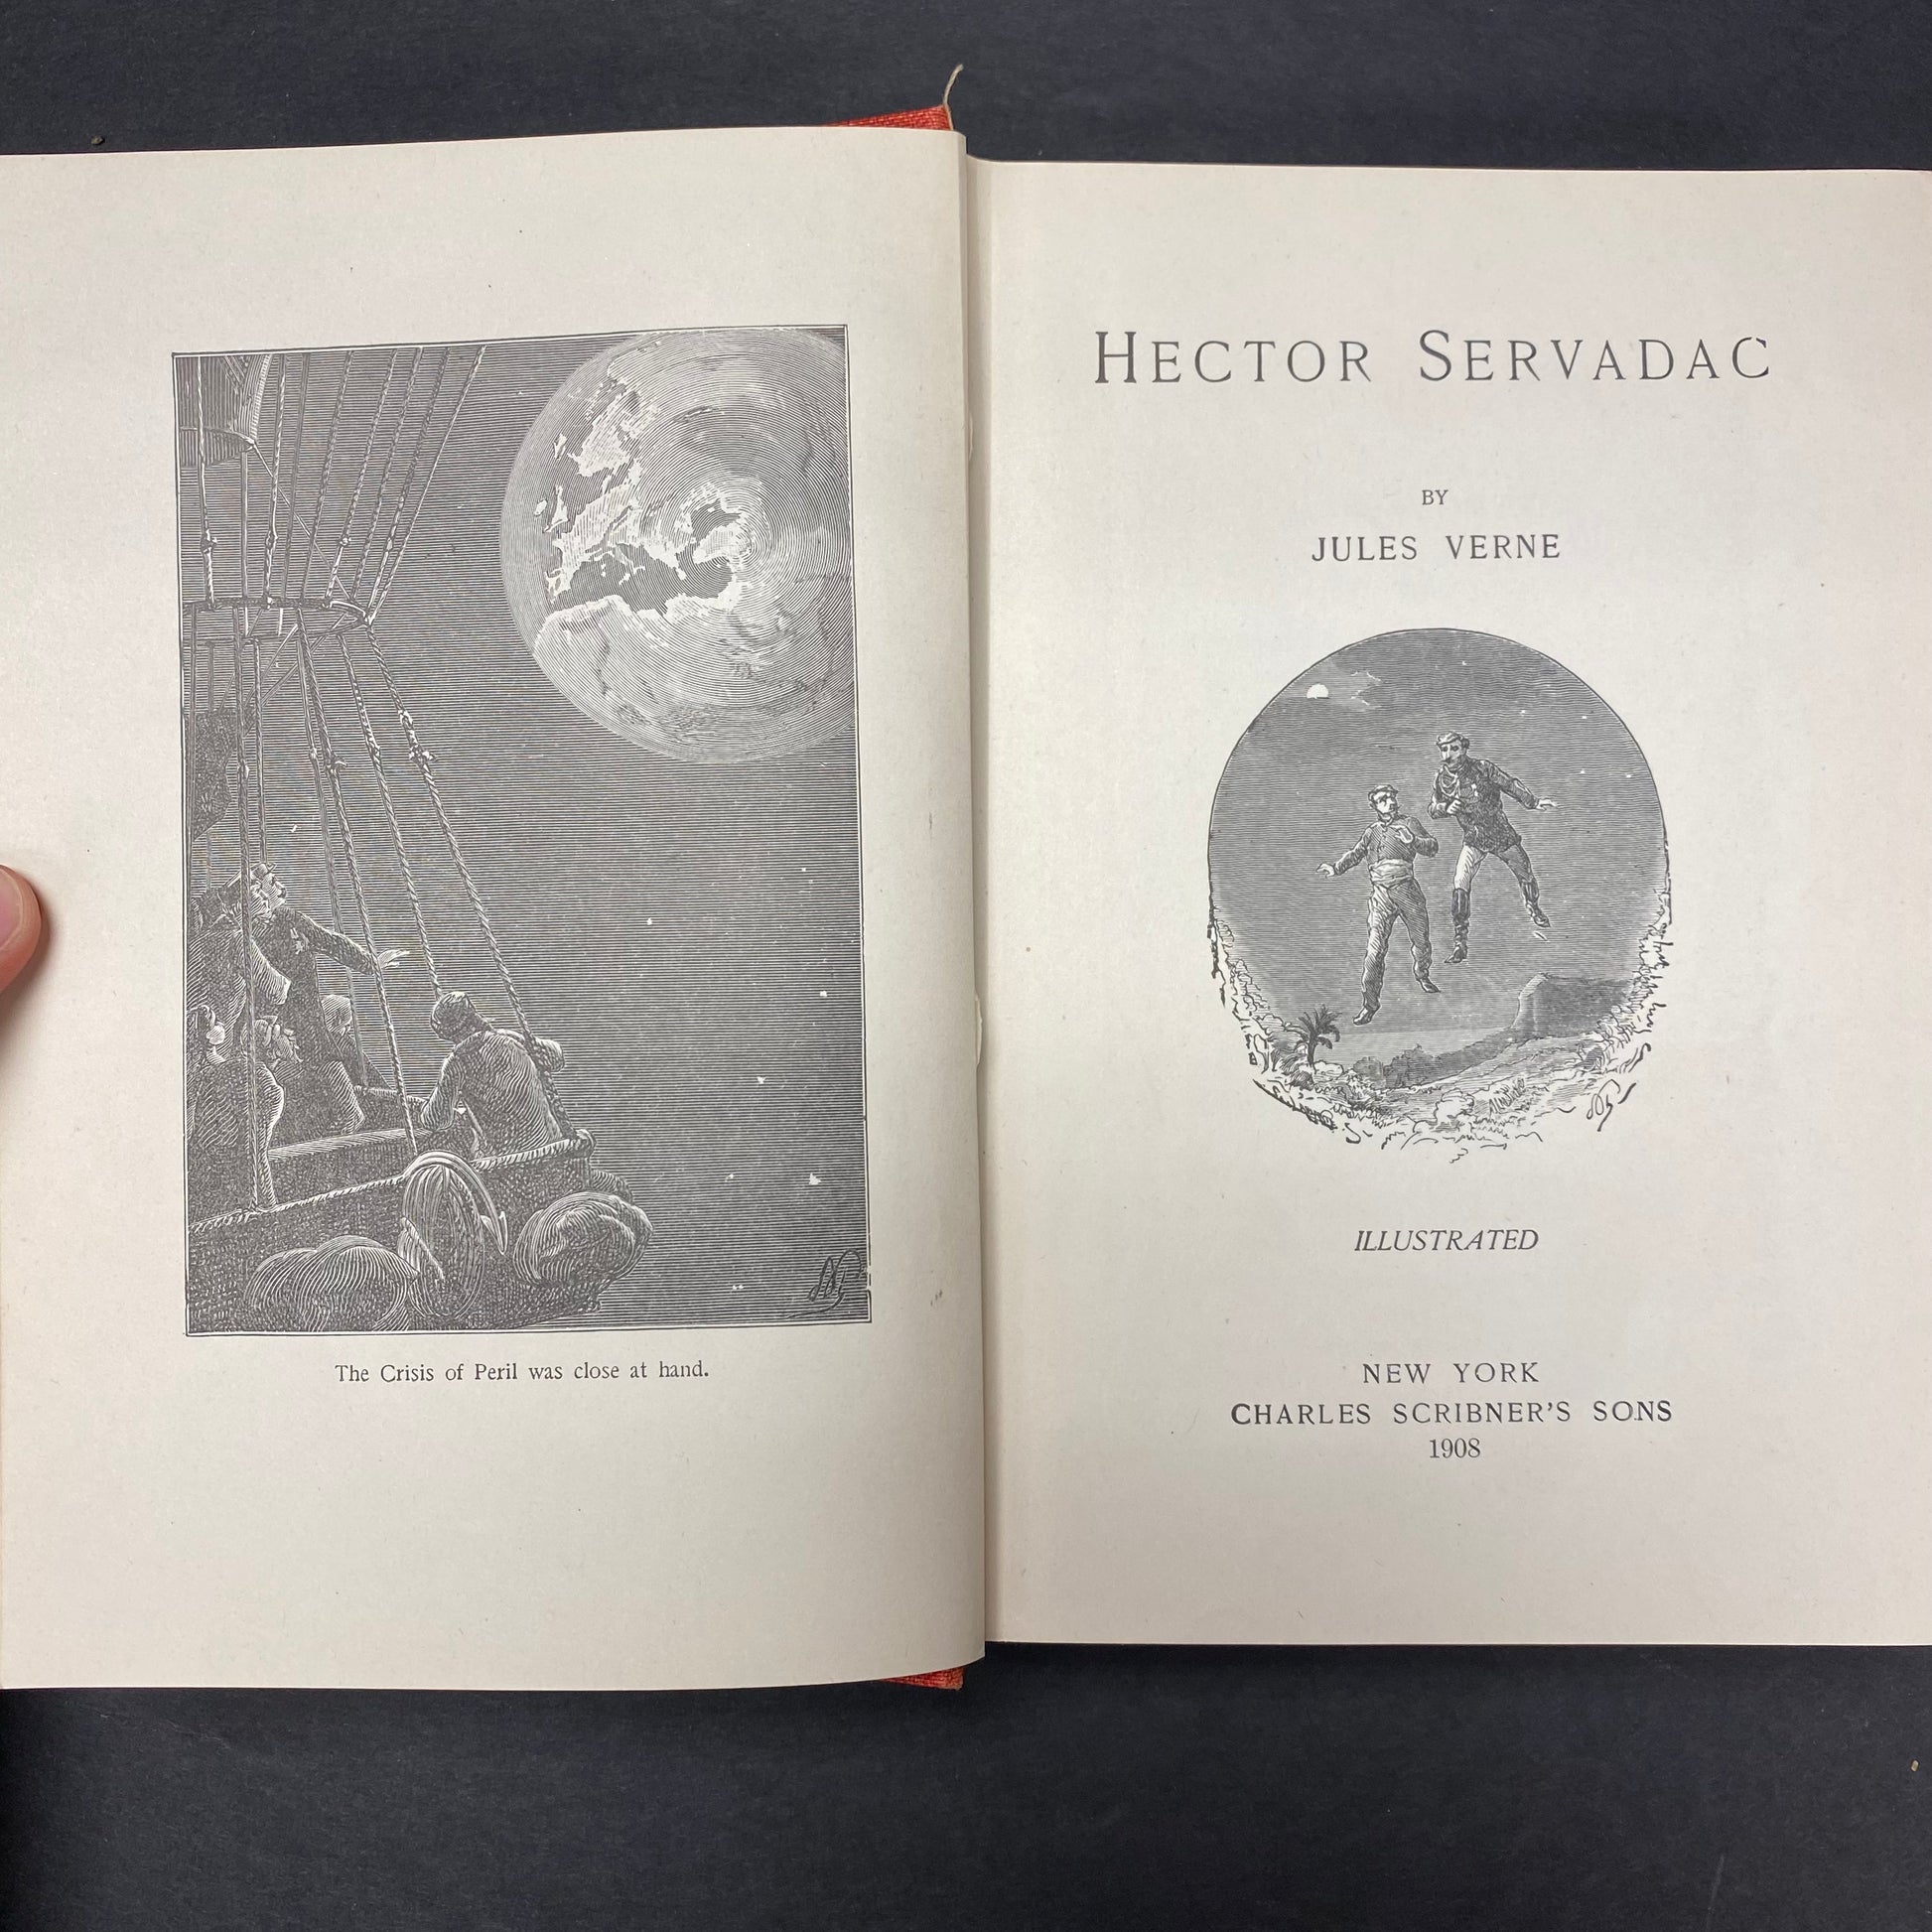 The Crisis of Peril was close at hand.
HECTOR SERVADAC
BY
JULES VERNE
ILLUSTRATED
NEW YORK
CHARLES SCRIBNER'S SONS
1908